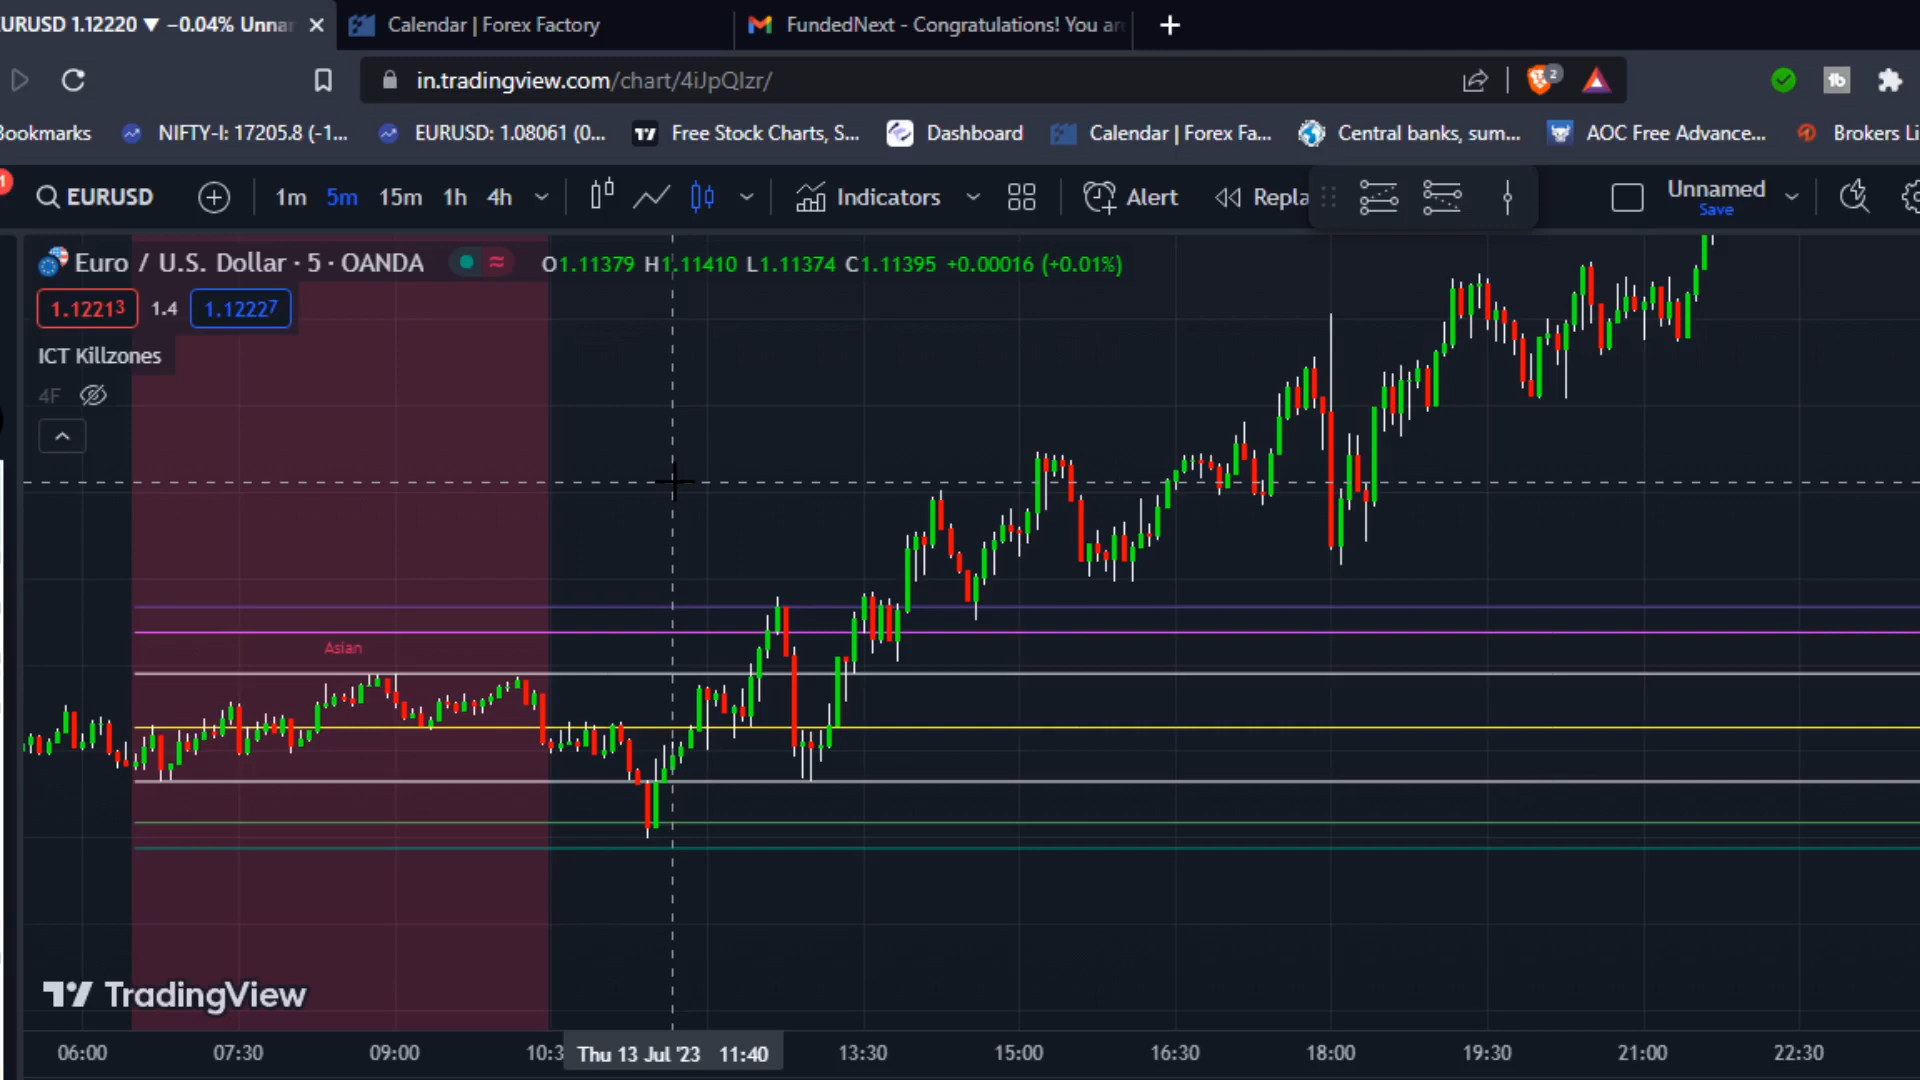 EURUSD 1.12220 ▼ −0.04% Unna
Calendar | Forex Factory
FundedNext - Congratulations! You ar
in.tradingview.com/chart/4iJpQIzr/
2
Bookmarks
NIFTY-I: 17205.8 (-1...
EURUSD: 1.08061 (0...
Free Stock Charts, S...
Dashboard
Calendar | Forex Fa...
Central banks, sum...
AOC Free Advance...
Brokers Li
1
EURUSD
1m 5m 15m 1h 4h
Indicators
Alert
Repla
Unnamed
Save
Euro / U.S. Dollar · 5 · OANDA
O1.11379 H1.11410 L1.11374 C1.11395 +0.00016 (+0.01%)
1.12213 1.4 1.12227
ICT Killzones
4F
Asian
TradingView
06:00 07:30 09:00 10:3 Thu 13 Jul '23 11:40 13:30 15:00 16:30 18:00 19:30 21:00 22:30